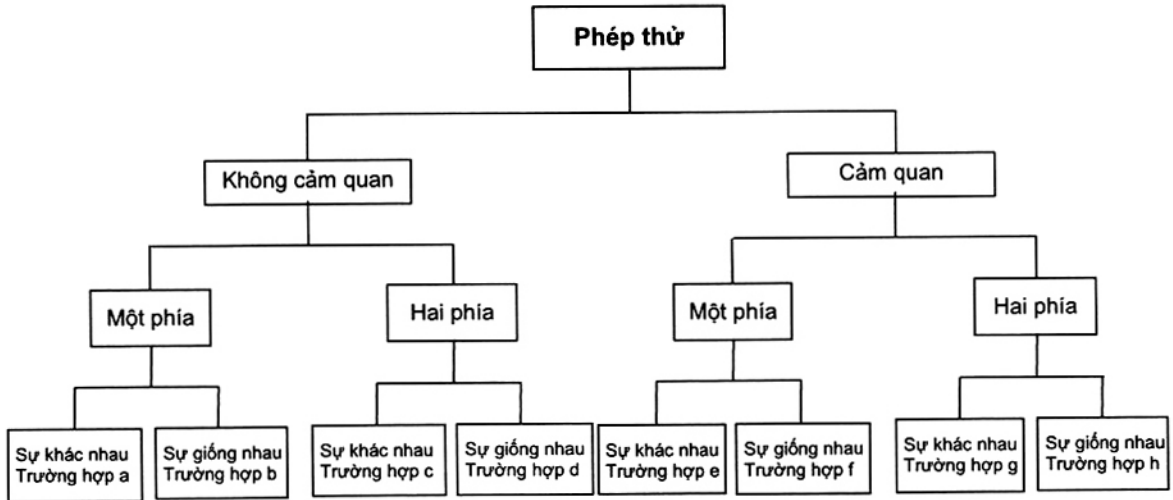 Phép thử
Không cảm quan
Cảm quan
Một phía
Hai phía
Một phía
Hai phía
Sự khác nhau
Trường hợp a
Sự giống nhau
Trường hợp b
Sự khác nhau
Trường hợp c
Sự giống nhau
Trường hợp d
Sự khác nhau
Trường hợp e
Sự giống nhau
Trường hợp f
Sự khác nhau
Trường hợp g
Sự giống nhau
Trường hợp h